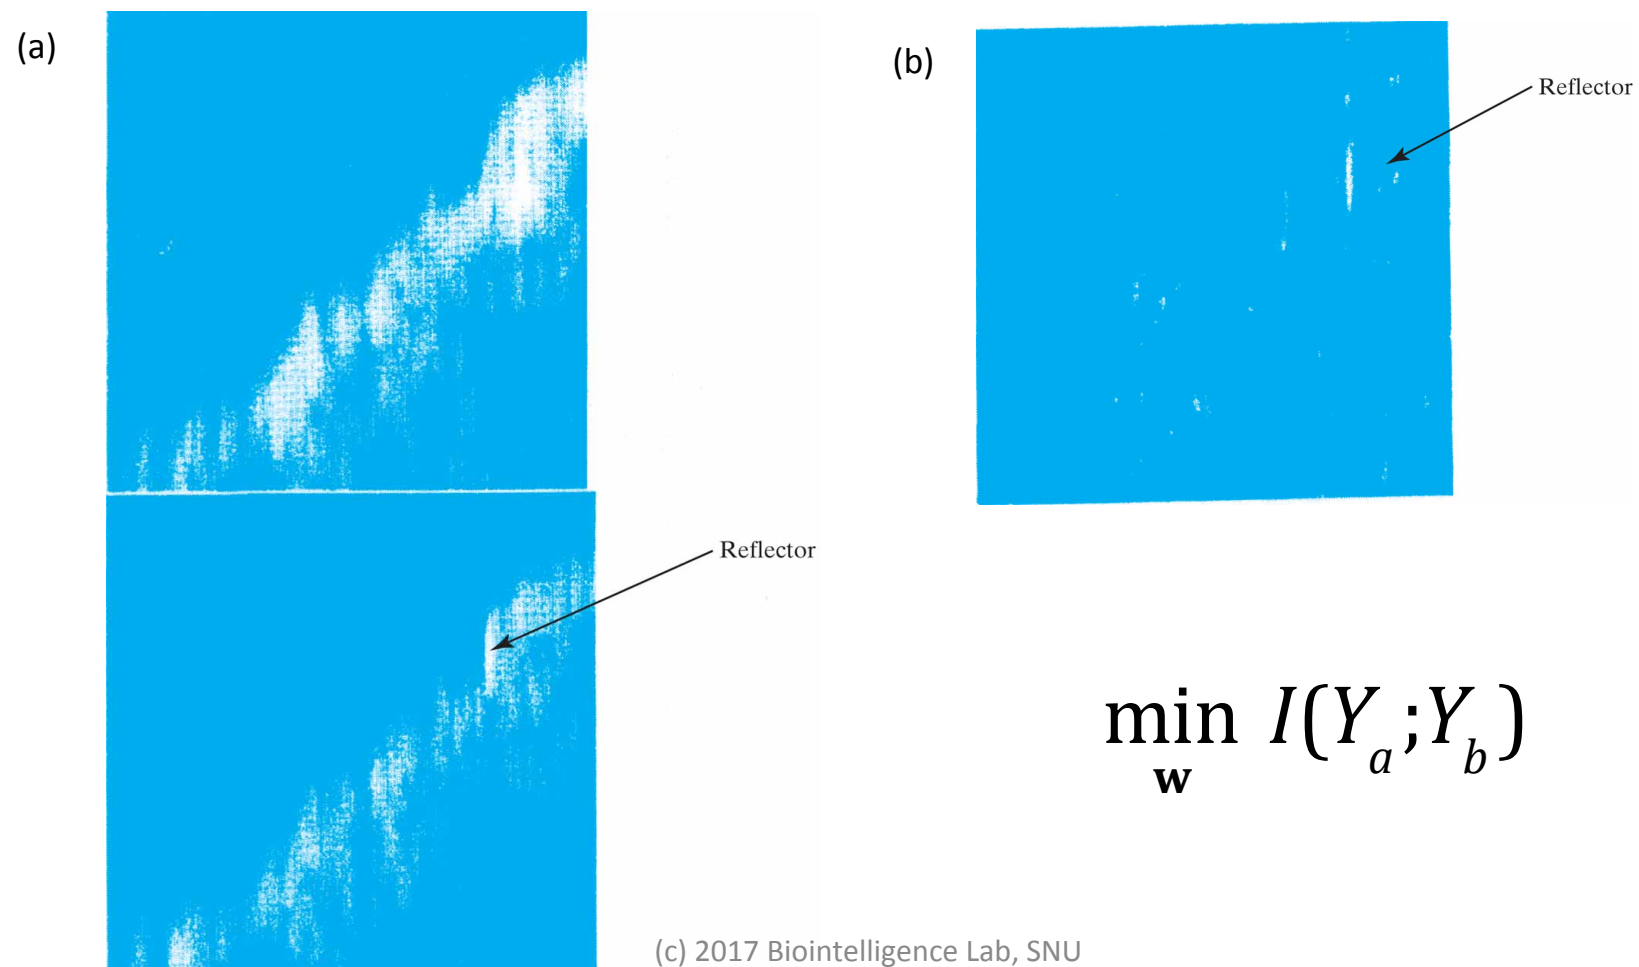 (a)
(b)
Reflector
Reflector
min I(Y_a;Y_b)
w
(c) 2017 Biointelligence Lab, SNU